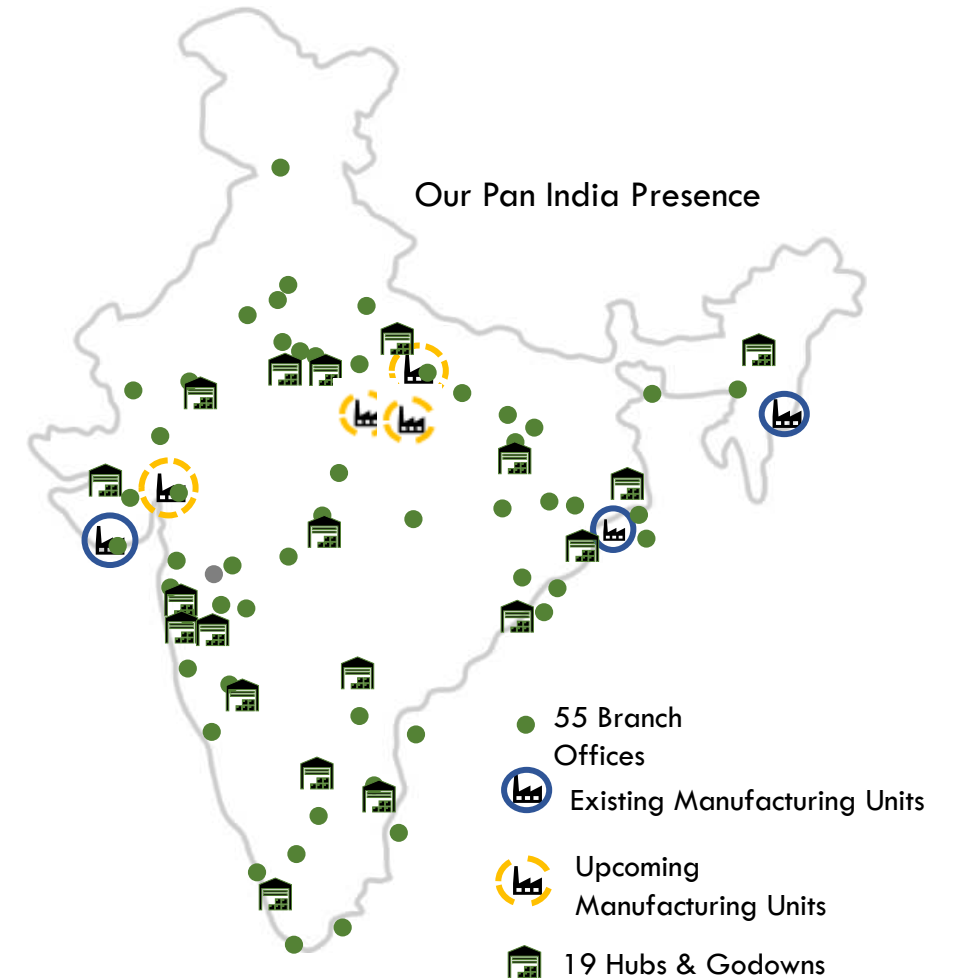 Our Pan India Presence
55 Branch
Offices
Existing Manufacturing Units
Upcoming
Manufacturing Units
19 Hubs & Godowns